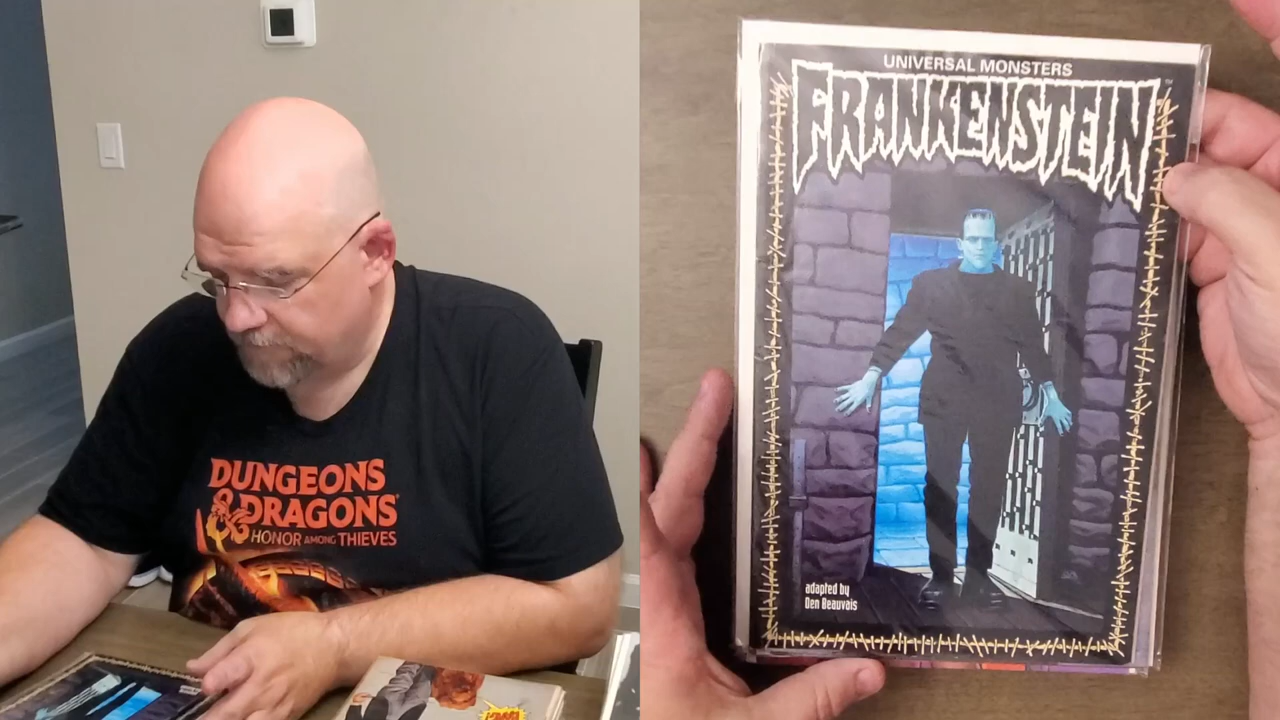 DUNGEONS
& DRAGONS
HONOR AMONG THIEVES
UNIVERSAL MONSTERS
FRANKENSTEIN
adapted by
Den Beauvais